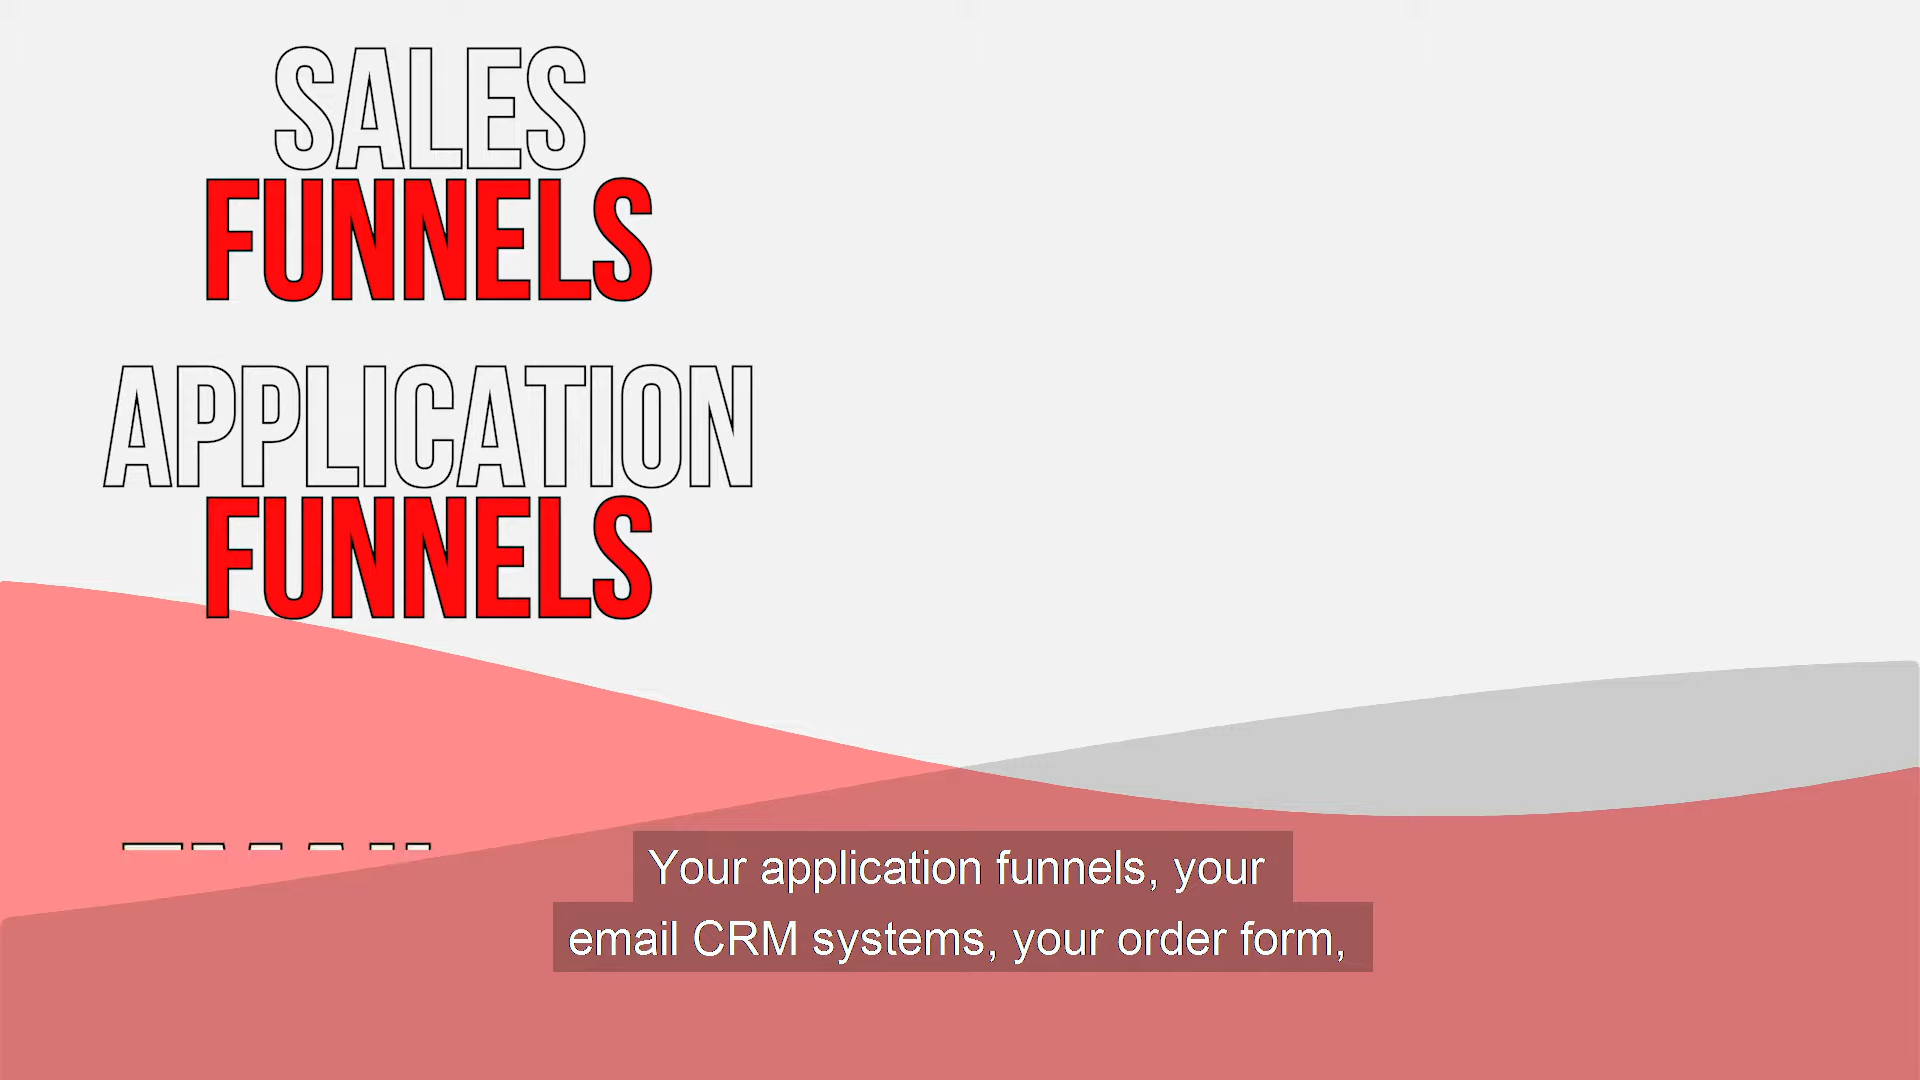 SALES
FUNNELS
APPLICATION
FUNNELS
Your application funnels, your
email CRM systems, your order form,